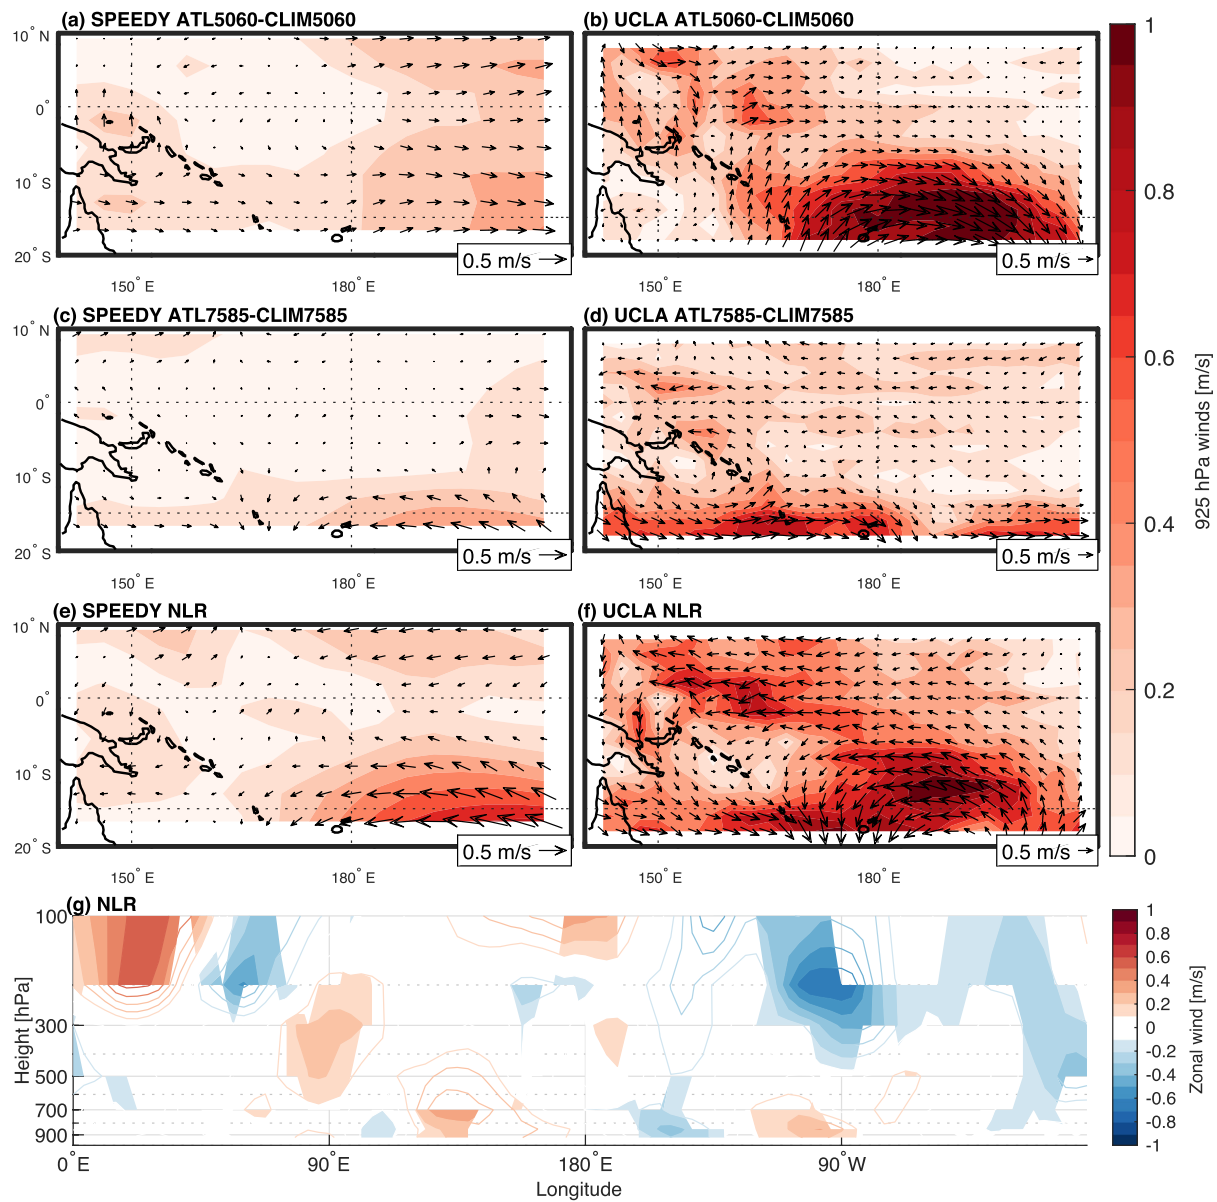 (a) SPEEDY ATL5060-CLIM5060
10° N
0°
10° S
20° S
150° E
180° E
0.5 m/s
(b) UCLA ATL5060-CLIM5060
150° E
180° E
0.5 m/s
(c) SPEEDY ATL7585-CLIM7585
10° N
0°
10° S
20° S
150° E
180° E
0.5 m/s
(d) UCLA ATL7585-CLIM7585
150° E
180° E
0.5 m/s
(e) SPEEDY NLR
10° N
0°
10° S
20° S
150° E
180° E
0.5 m/s
(f) UCLA NLR
150° E
180° E
0.5 m/s
1
0.8
0.6
0.4
0.2
0
925 hPa winds [m/s]
(g) NLR
100
300
500
700
900
Height [hPa]
0°E
90°E
180°E
90°W
Longitude
1
0.8
0.6
0.4
0.2
0
-0.2
-0.4
-0.6
-0.8
-1
Zonal wind [m/s]